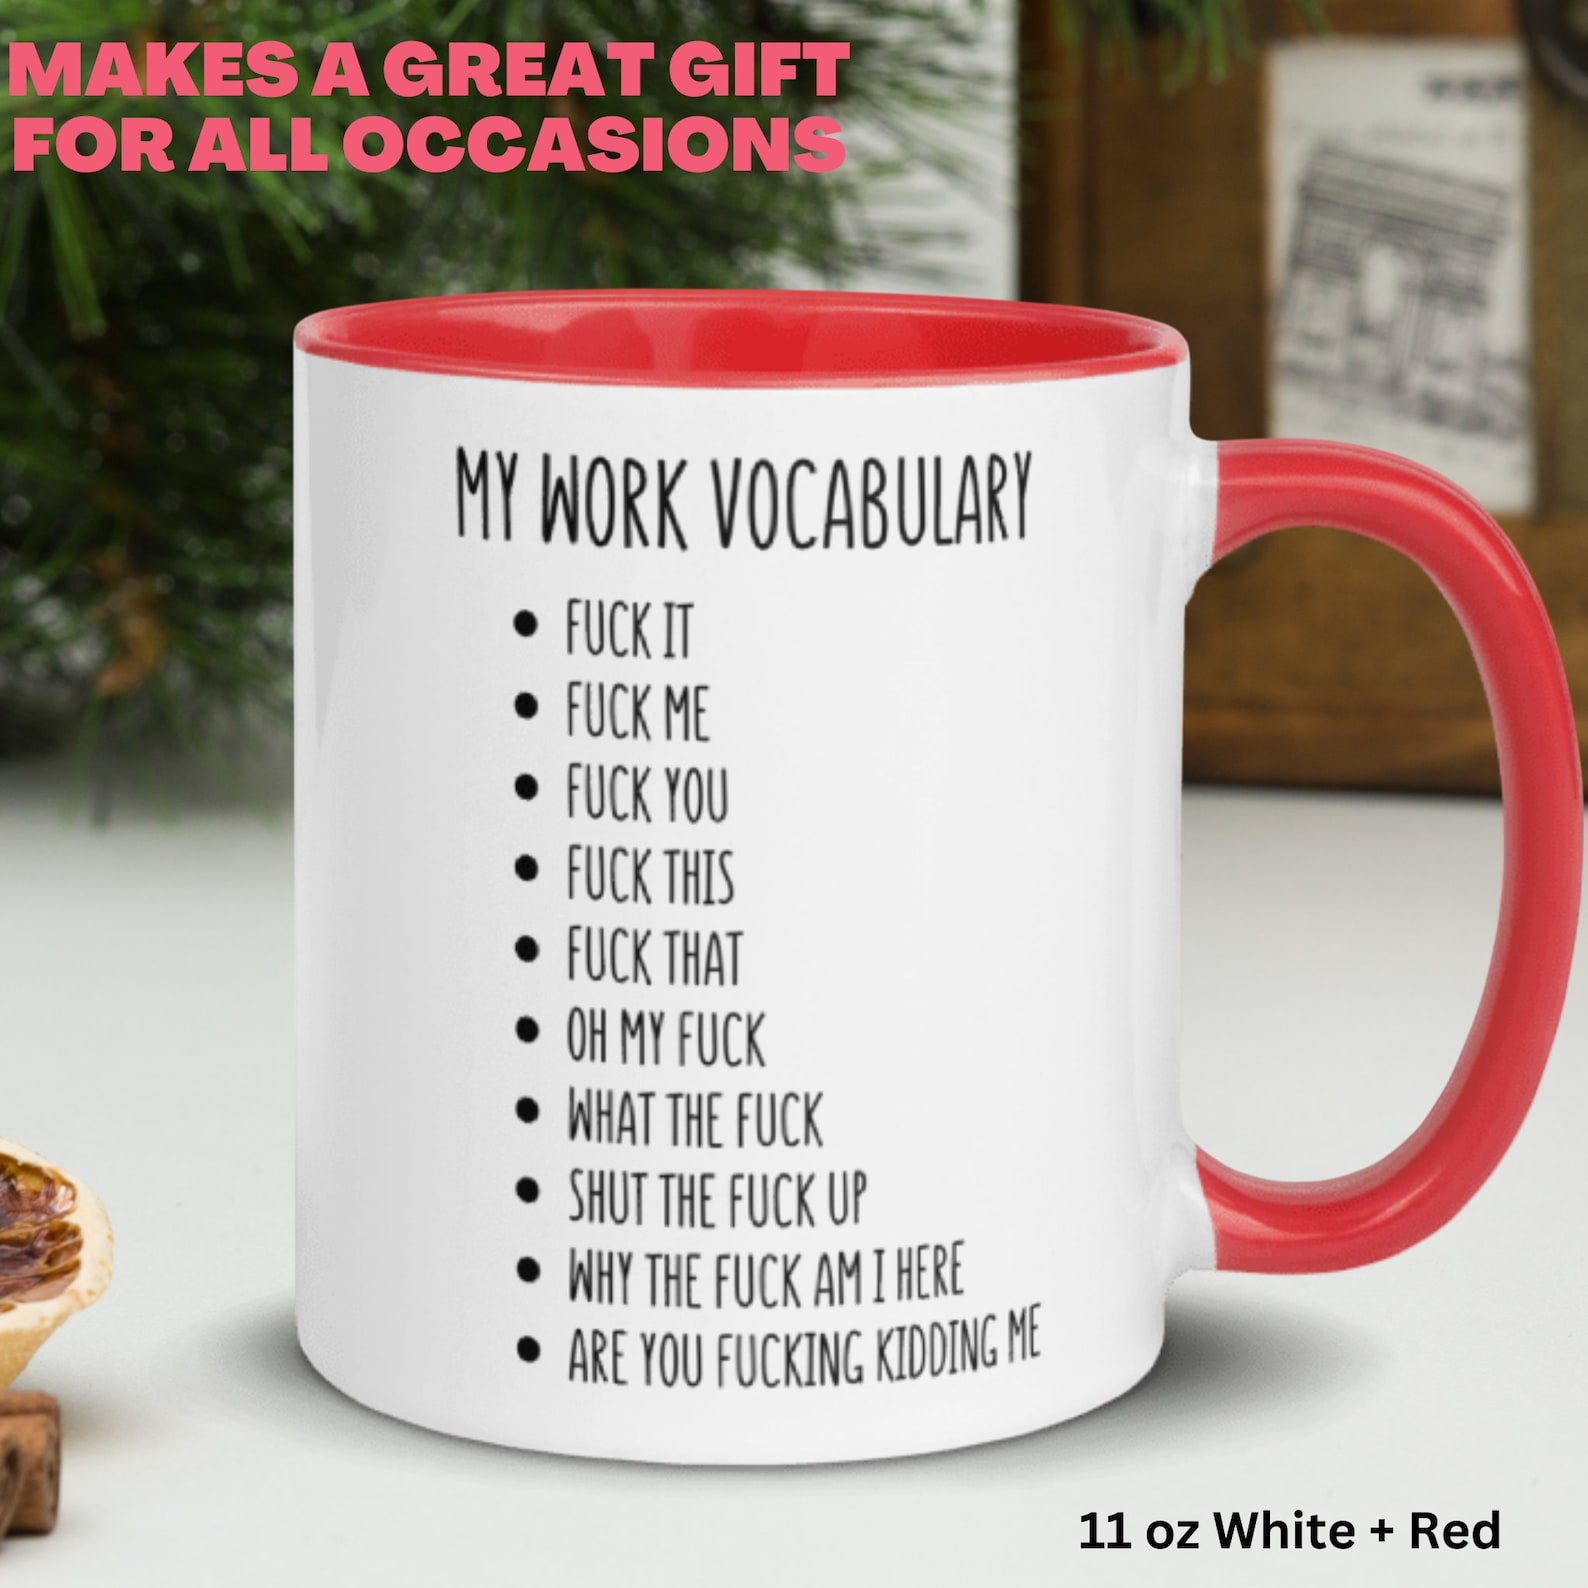 MAKES A GREAT GIFT
FOR ALL OCCASIONS
MY WORK VOCABULARY
• FUCK IT
• FUCK ME
• FUCK YOU
• FUCK THIS
• FUCK THAT
• OH MY FUCK
• WHAT THE FUCK
• SHUT THE FUCK UP
• WHY THE FUCK AM I HERE
• ARE YOU FUCKING KIDDING ME
11 oz White + Red